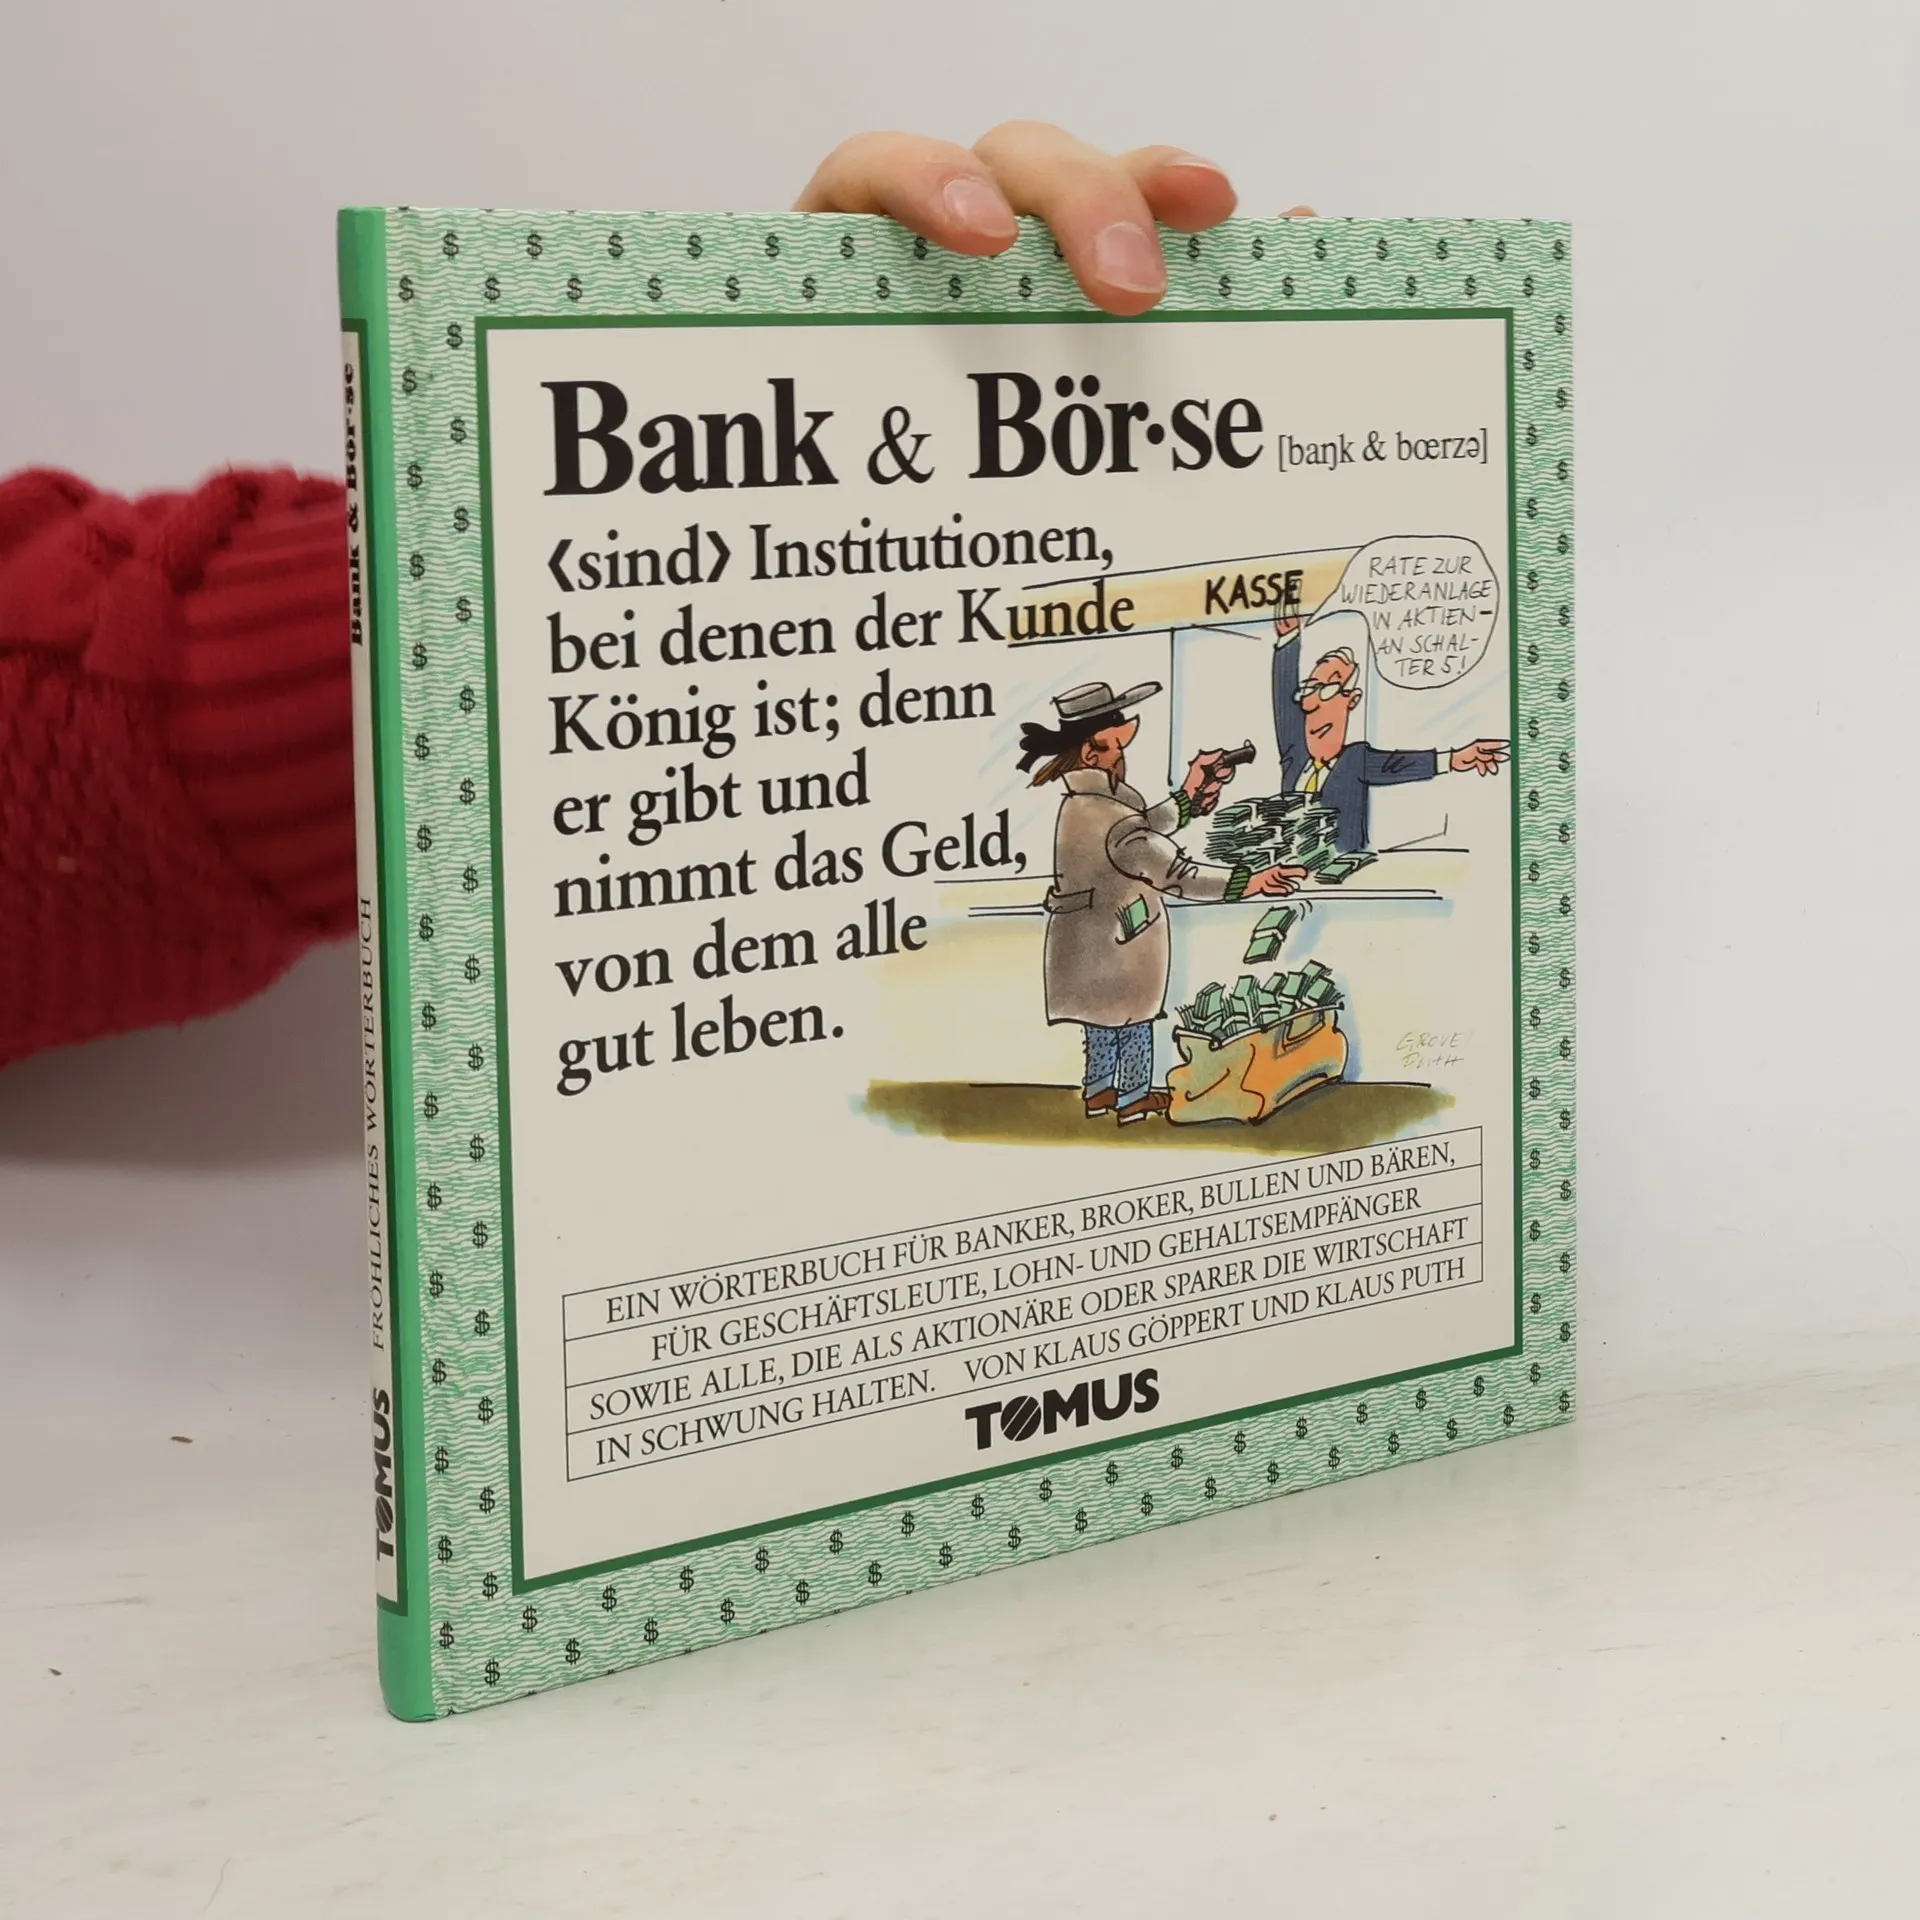 Bank & Bör·se [baŋk & bœrzə]
‹sind› Institutionen,
bei denen der Kunde
König ist; denn
er gibt und
nimmt das Geld,
von dem alle
gut leben.
KASSE
RATE ZUR
WIEDERANLAGE
IN AKTIEN-
AN SCHAL-
TER 5!
EIN WÖRTERBUCH FÜR BANKER, BROKER, BULLEN UND BÄREN,
FÜR GESCHÄFTSLEUTE, LOHN- UND GEHALTSEMPFÄNGER
SOWIE ALLE, DIE ALS AKTIONÄRE ODER SPARER DIE WIRTSCHAFT
IN SCHWUNG HALTEN. VON KLAUS GÖPPERT UND KLAUS PUTH
TOMUS
Bank & Bör·se
FRÖHLICHES WÖRTERBUCH
TOMUS